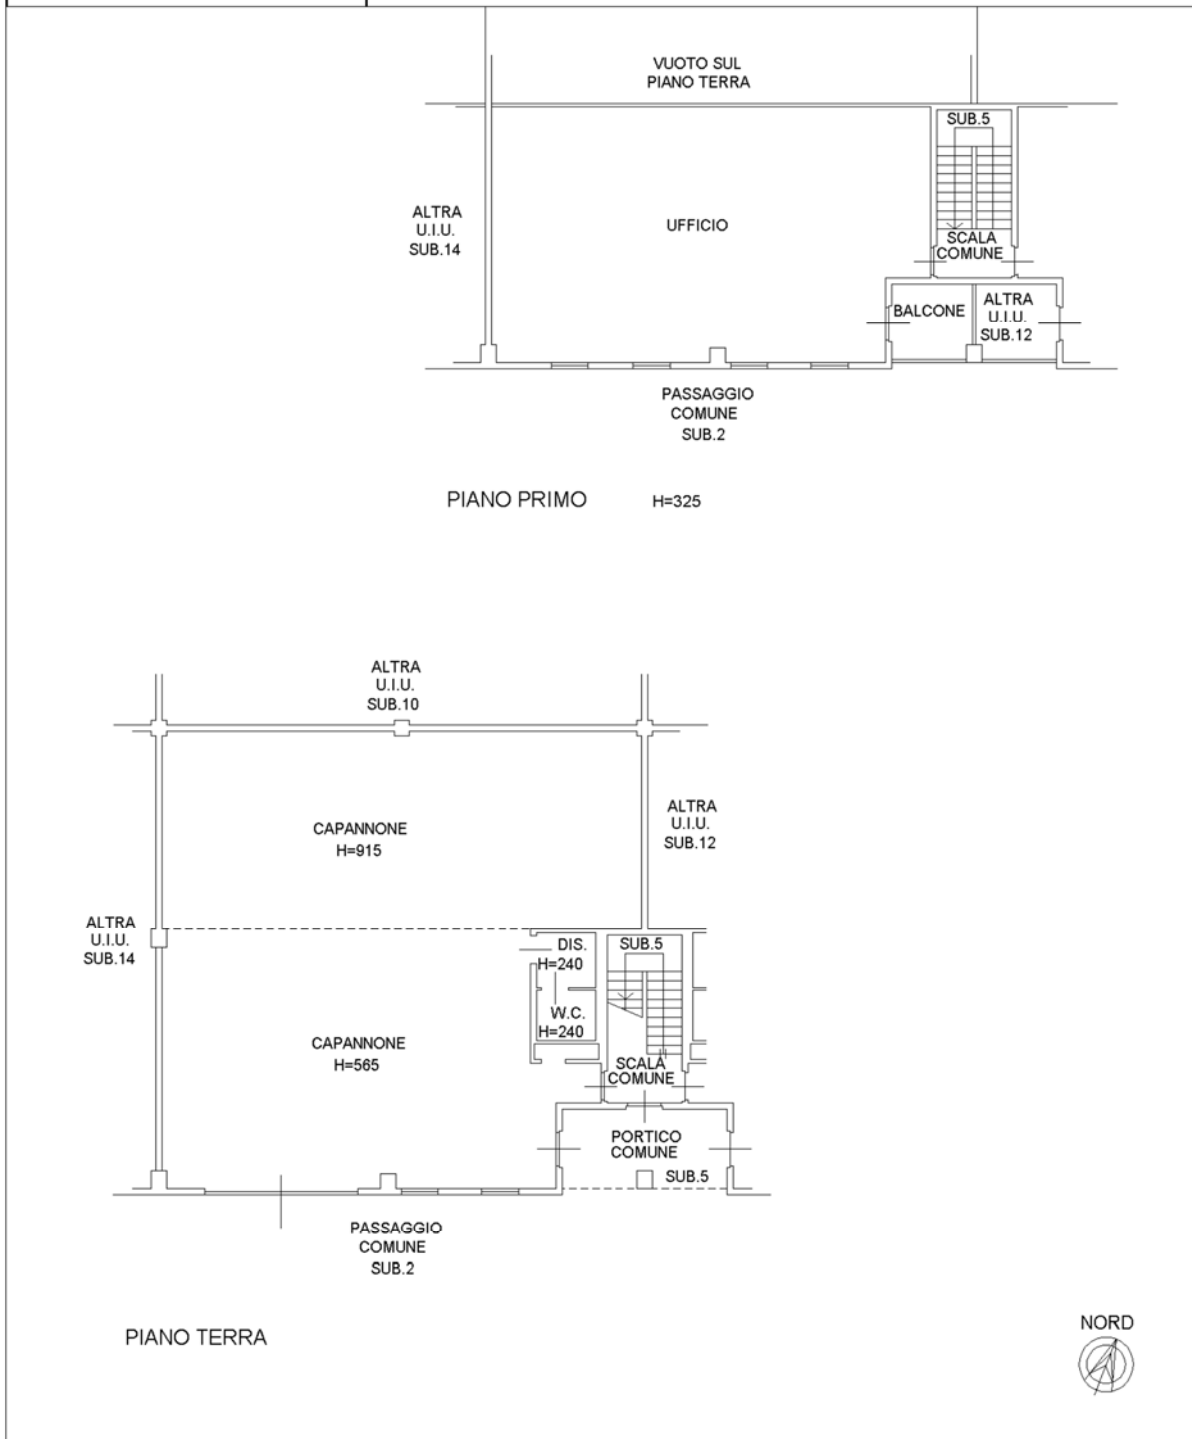 VUOTO SUL
PIANO TERRA
SUB.5
ALTRA
U.I.U.
SUB.14
UFFICIO
SCALA
COMUNE
BALCONE
ALTRA
U.I.U.
SUB.12
PASSAGGIO
COMUNE
SUB.2
PIANO PRIMO H=325
ALTRA
U.I.U.
SUB.10
CAPANNONE
H=915
ALTRA
U.I.U.
SUB.12
ALTRA
U.I.U.
SUB.14
DIS.
H=240
SUB.5
W.C.
H=240
CAPANNONE
H=565
SCALA
COMUNE
PORTICO
COMUNE
SUB.5
PASSAGGIO
COMUNE
SUB.2
PIANO TERRA
NORD